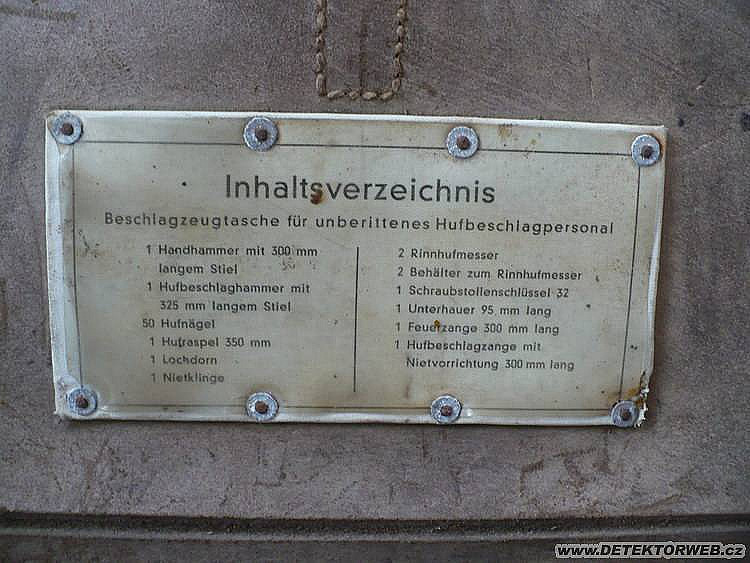 Inhaltsverzeichnis
Beschlagzeugtasche für unberittenes Hufbeschlagpersonal
1 Handhammer mit 300 mm
langem Stiel
1 Hufbeschlaghammer mit
325 mm langem Stiel
50 Hufnägel
1 Hufraspel 350 mm
1 Lochdorn
1 Nietklinge
2 Rinnhufmesser
2 Behälter zum Rinnhufmesser
1 Schraubstollenschlüssel 32
1 Unterhauer 95 mm lang
1 Feuerzange 300 mm lang
1 Hufbeschlagzange mit
Nietvorrichtung 300 mm lang
www.DETEKTORWEB.cz